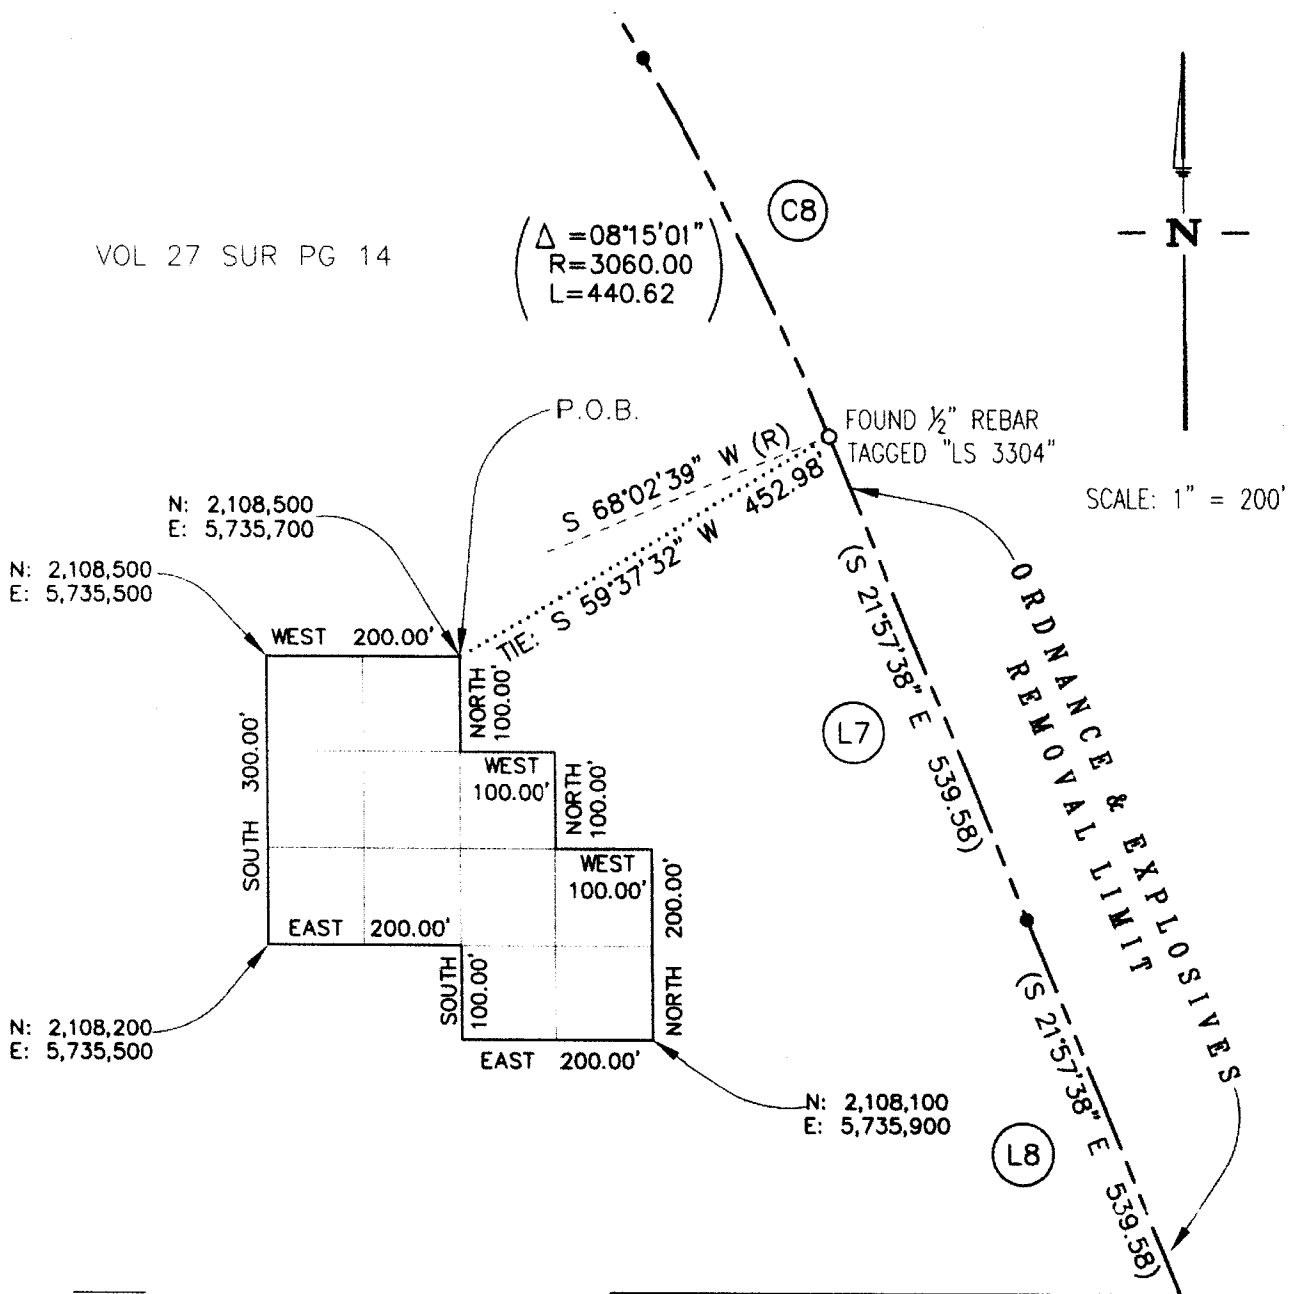 C8
VOL 27 SUR PG 14
Δ =08°15'01"
R=3060.00
L=440.62
N
P.O.B.
FOUND ½" REBAR
TAGGED "LS 3304"
SCALE: 1" = 200'
S 68°02'39" W (R)
TIE: S 59°37'32" W 452.98'
N: 2,108,500
E: 5,735,700
N: 2,108,500
E: 5,735,500
WEST 200.00'
NORTH
100.00'
WEST
100.00'
NORTH
100.00'
WEST
100.00'
SOUTH 300.00'
NORTH 200.00'
EAST 200.00'
SOUTH
100.00'
EAST 200.00'
N: 2,108,200
E: 5,735,500
N: 2,108,100
E: 5,735,900
(S 21°57'38" E 539.58)
L7
ORDNANCE & EXPLOSIVES
REMOVAL LIMIT
(S 21°57'38" E 539.58)
L8